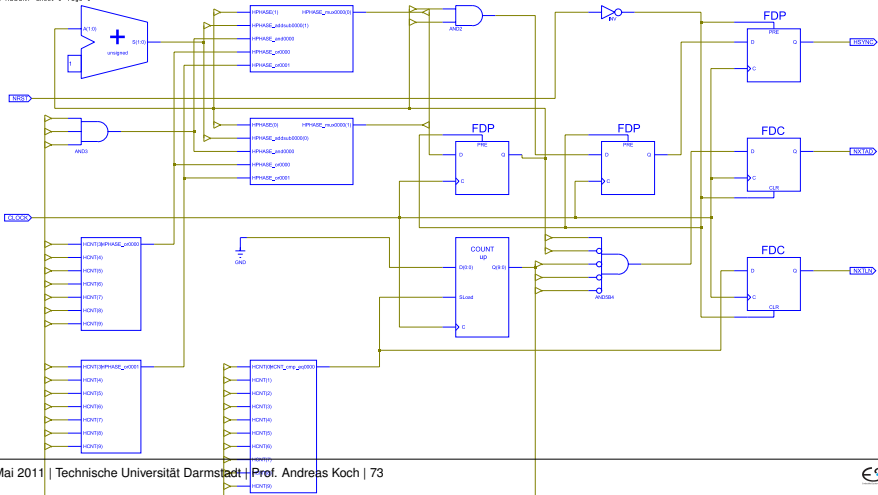 A(1:0)
+
unsigned
S(1:0)
1
HPHASE(1) HPHASE_mux0000(0)
HPHASE_addsub0000(1)
HPHASE_and0000
HPHASE_or0000
HPHASE_or0001
AND2
INV
FDP
PRE
D Q
C
HSYNC
NRST
AND3
HPHASE(0) HPHASE_mux0000(1)
HPHASE_addsub0000(0)
HPHASE_and0000
HPHASE_or0000
HPHASE_or0001
FDP
PRE
D Q
C
FDP
PRE
D Q
C
FDC
D Q
C
CLR
NXTAD
CLOCK
HCNT(3)HPHASE_or0000
HCNT(4)
HCNT(5)
HCNT(6)
HCNT(7)
HCNT(8)
HCNT(9)
GND
COUNT
up
D(0:0) Q(9:0)
SLoad
C
AND5B4
FDC
D Q
C
CLR
NXTLN
HCNT(3)HPHASE_or0001
HCNT(4)
HCNT(5)
HCNT(6)
HCNT(7)
HCNT(8)
HCNT(9)
HCNT(0)HCNT_cmp_eq0000
HCNT(1)
HCNT(2)
HCNT(3)
HCNT(4)
HCNT(5)
HCNT(6)
HCNT(7)
HCNT(8)
HCNT(9)
Mai 2011 | Technische Universität Darmstadt | Prof. Andreas Koch | 73